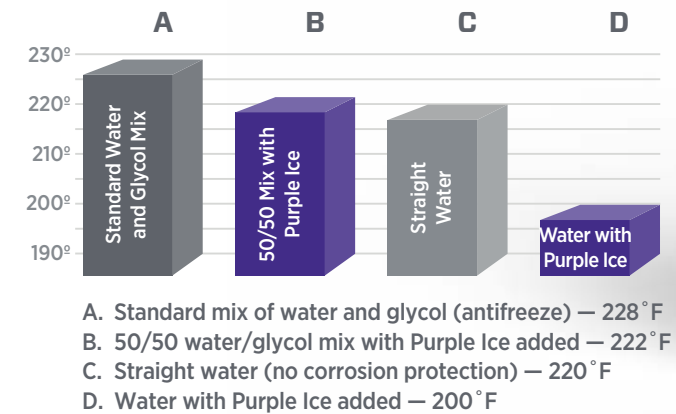 A B C D
230º
220º
210º
200º
190º
Standard Water
and Glycol Mix
50/50 Mix with
Purple Ice
Straight
Water
Water with
Purple Ice
A. Standard mix of water and glycol (antifreeze) — 228˚F
B. 50/50 water/glycol mix with Purple Ice added — 222˚F
C. Straight water (no corrosion protection) — 220˚F
D. Water with Purple Ice added — 200˚F